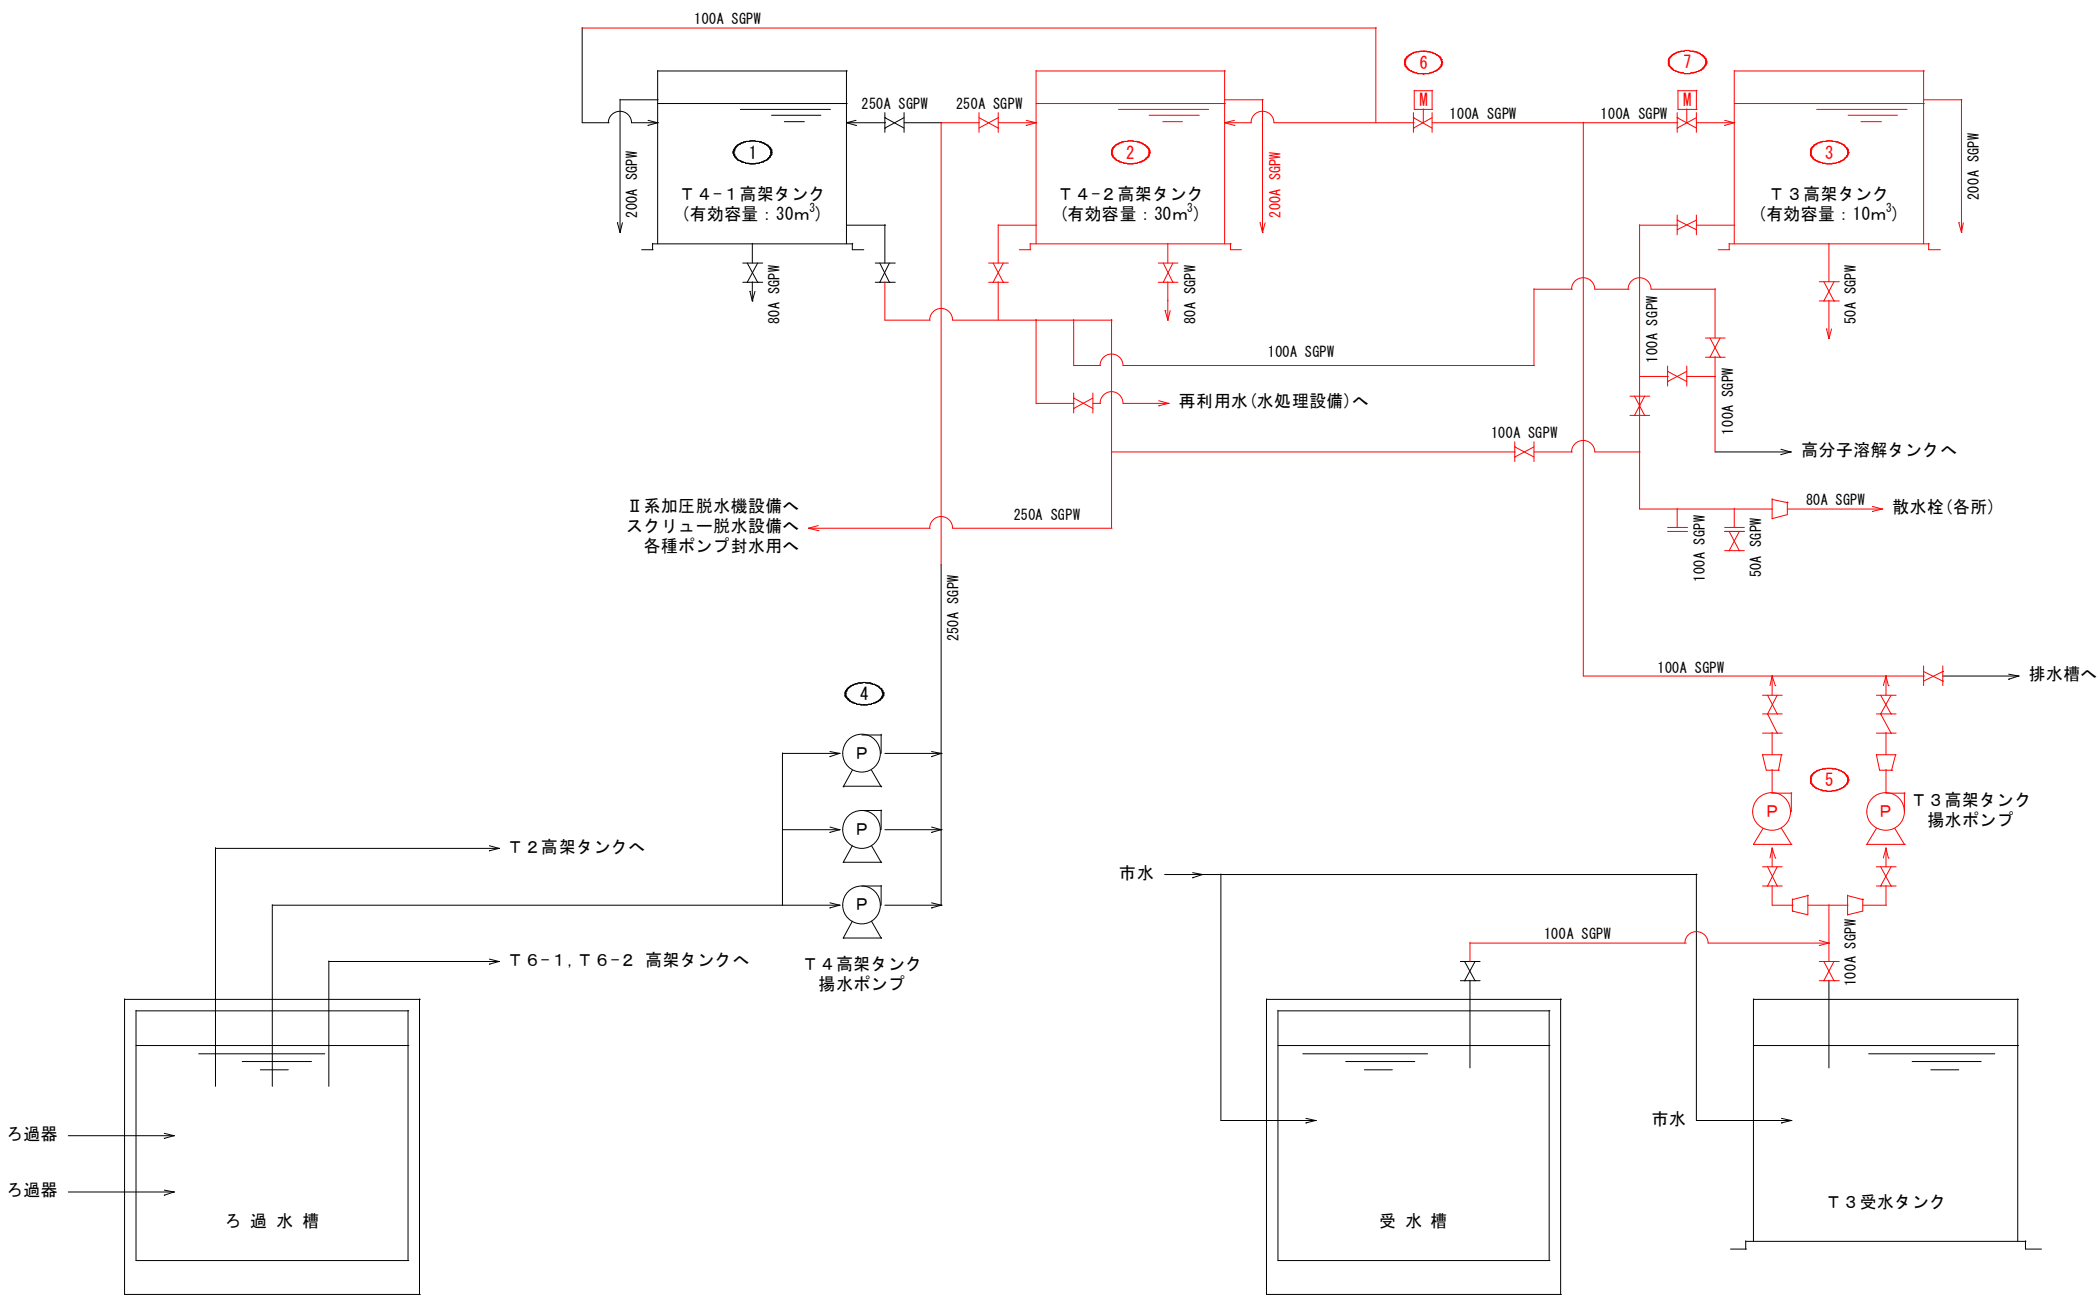 100A SGPW
6
7
M
M
250A SGPW
250A SGPW
100A SGPW
100A SGPW
1
2
3
200A SGPW
T4-1高架タンク
(有効容量：30m³)
T4-2高架タンク
(有効容量：30m³)
200A SGPW
T3高架タンク
(有効容量：10m³)
200A SGPW
80A SGPW
80A SGPW
50A SGPW
100A SGPW
100A SGPW
100A SGPW
再利用水(水処理設備)へ
100A SGPW
高分子溶解タンクへ
Ⅱ系加圧脱水機設備へ
スクリュー脱水設備へ
各種ポンプ封水用へ
250A SGPW
80A SGPW
散水栓(各所)
100A SGPW
50A SGPW
250A SGPW
100A SGPW
排水槽へ
4
P
P
P
T4高架タンク
揚水ポンプ
5
P
P
T3高架タンク
揚水ポンプ
T2高架タンクへ
T6-1,T6-2 高架タンクへ
市水
100A SGPW
100A SGPW
ろ過器
ろ過器
ろ過水槽
受水槽
市水
T3受水タンク